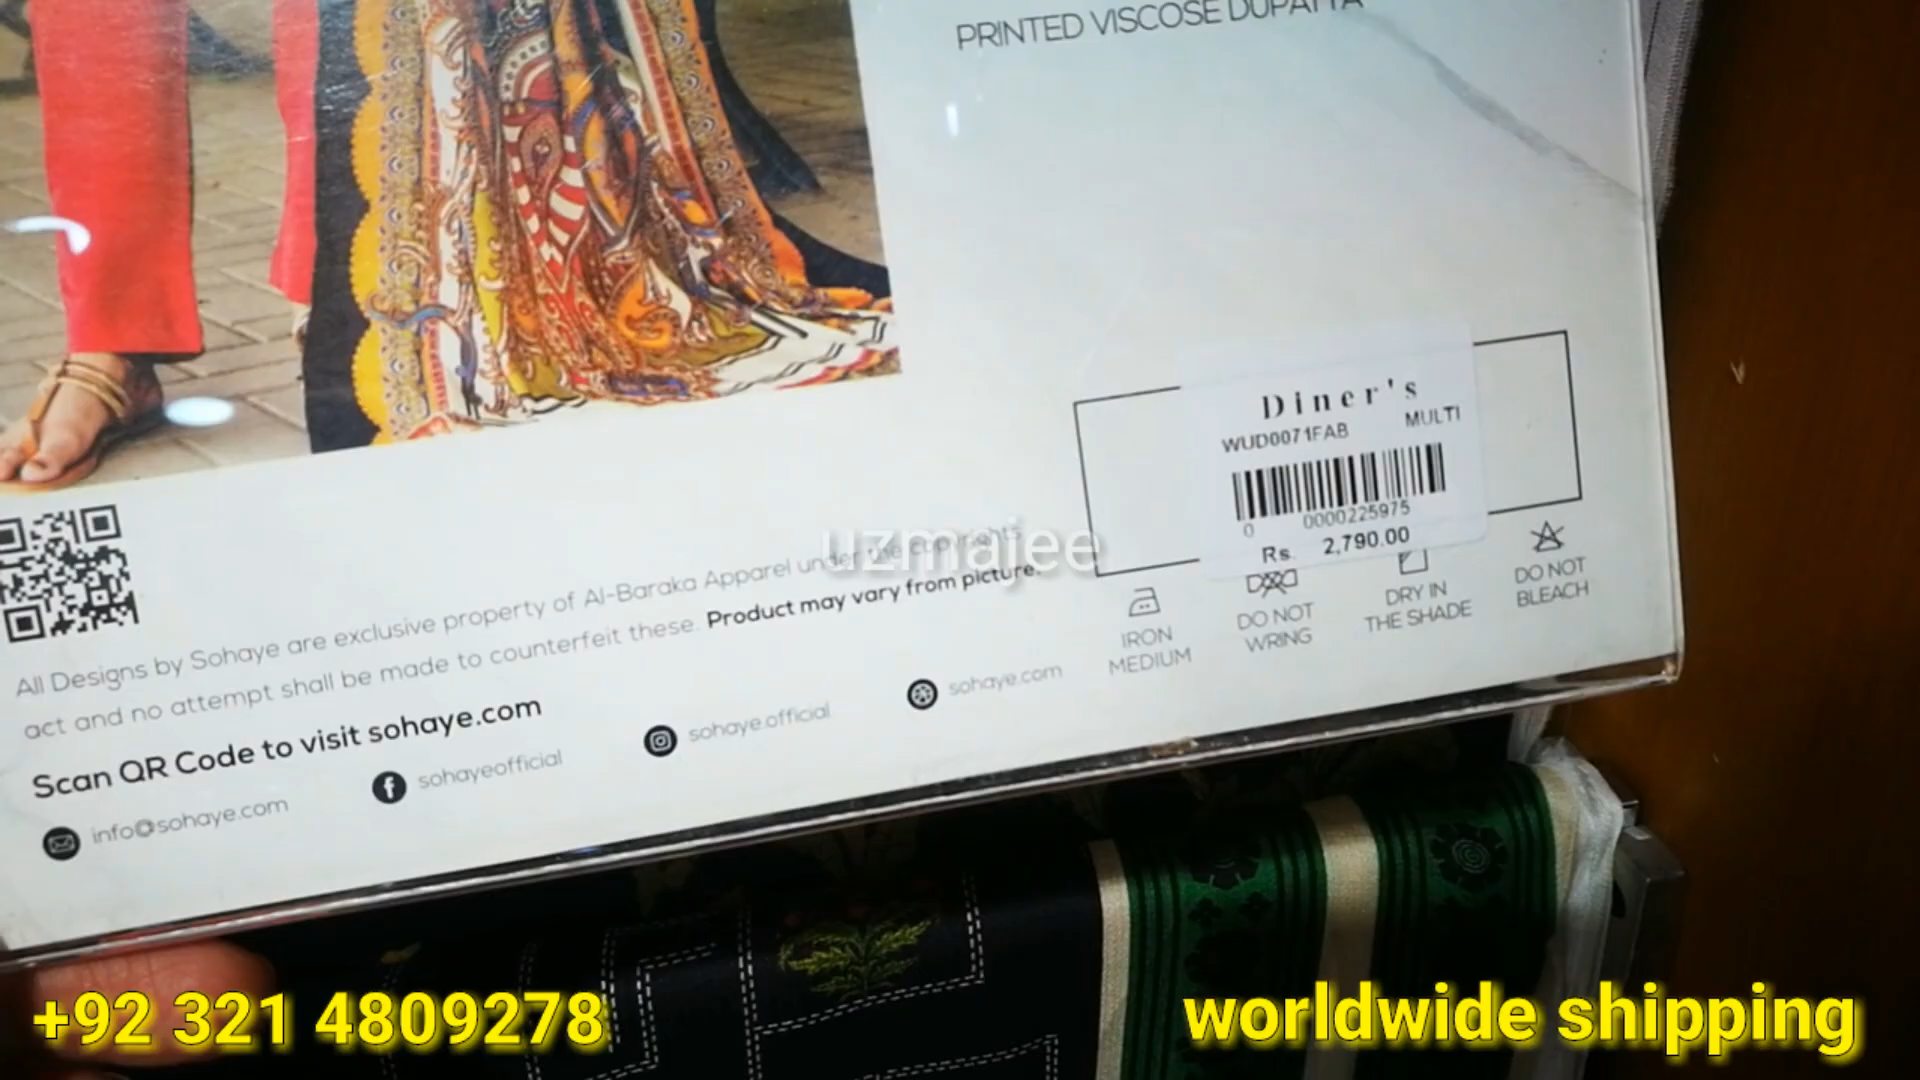 PRINTED VISCOSE DUPATTA
Diner's
WUD0071FAB MULTI
0 0000225975
Rs. 2,790.00
uzmajee
All Designs by Sohaye are exclusive property of Al-Baraka Apparel under the copyrights
act and no attempt shall be made to counterfeit these. Product may vary from picture.
Scan QR Code to visit sohaye.com
info@sohaye.com
sohayeofficial
sohaye.official
sohaye.com
IRON
MEDIUM
DO NOT
WRING
DRY IN
THE SHADE
DO NOT
BLEACH
+92 321 4809278
worldwide shipping